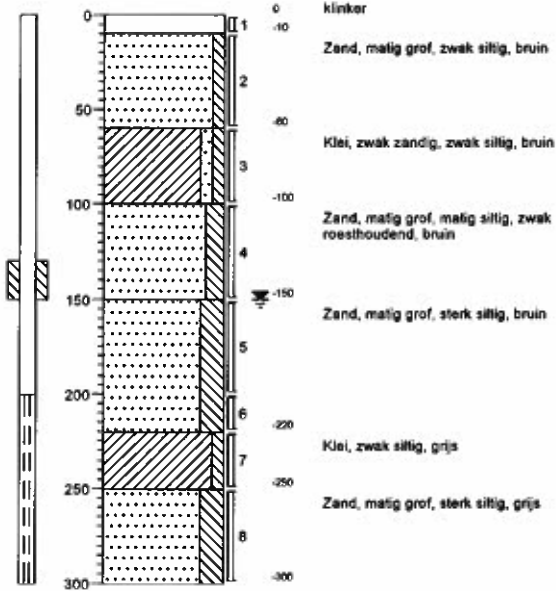 0
50
100
150
200
250
300
1
2
3
4
5
6
7
8
0
-10
-60
-100
-150
-220
-250
-300
klinker
Zand, matig grof, zwak siltig, bruin
Klei, zwak zandig, zwak siltig, bruin
Zand, matig grof, matig siltig, zwak
roesthoudend, bruin
Zand, matig grof, sterk siltig, bruin
Klei, zwak siltig, grijs
Zand, matig grof, sterk siltig, grijs